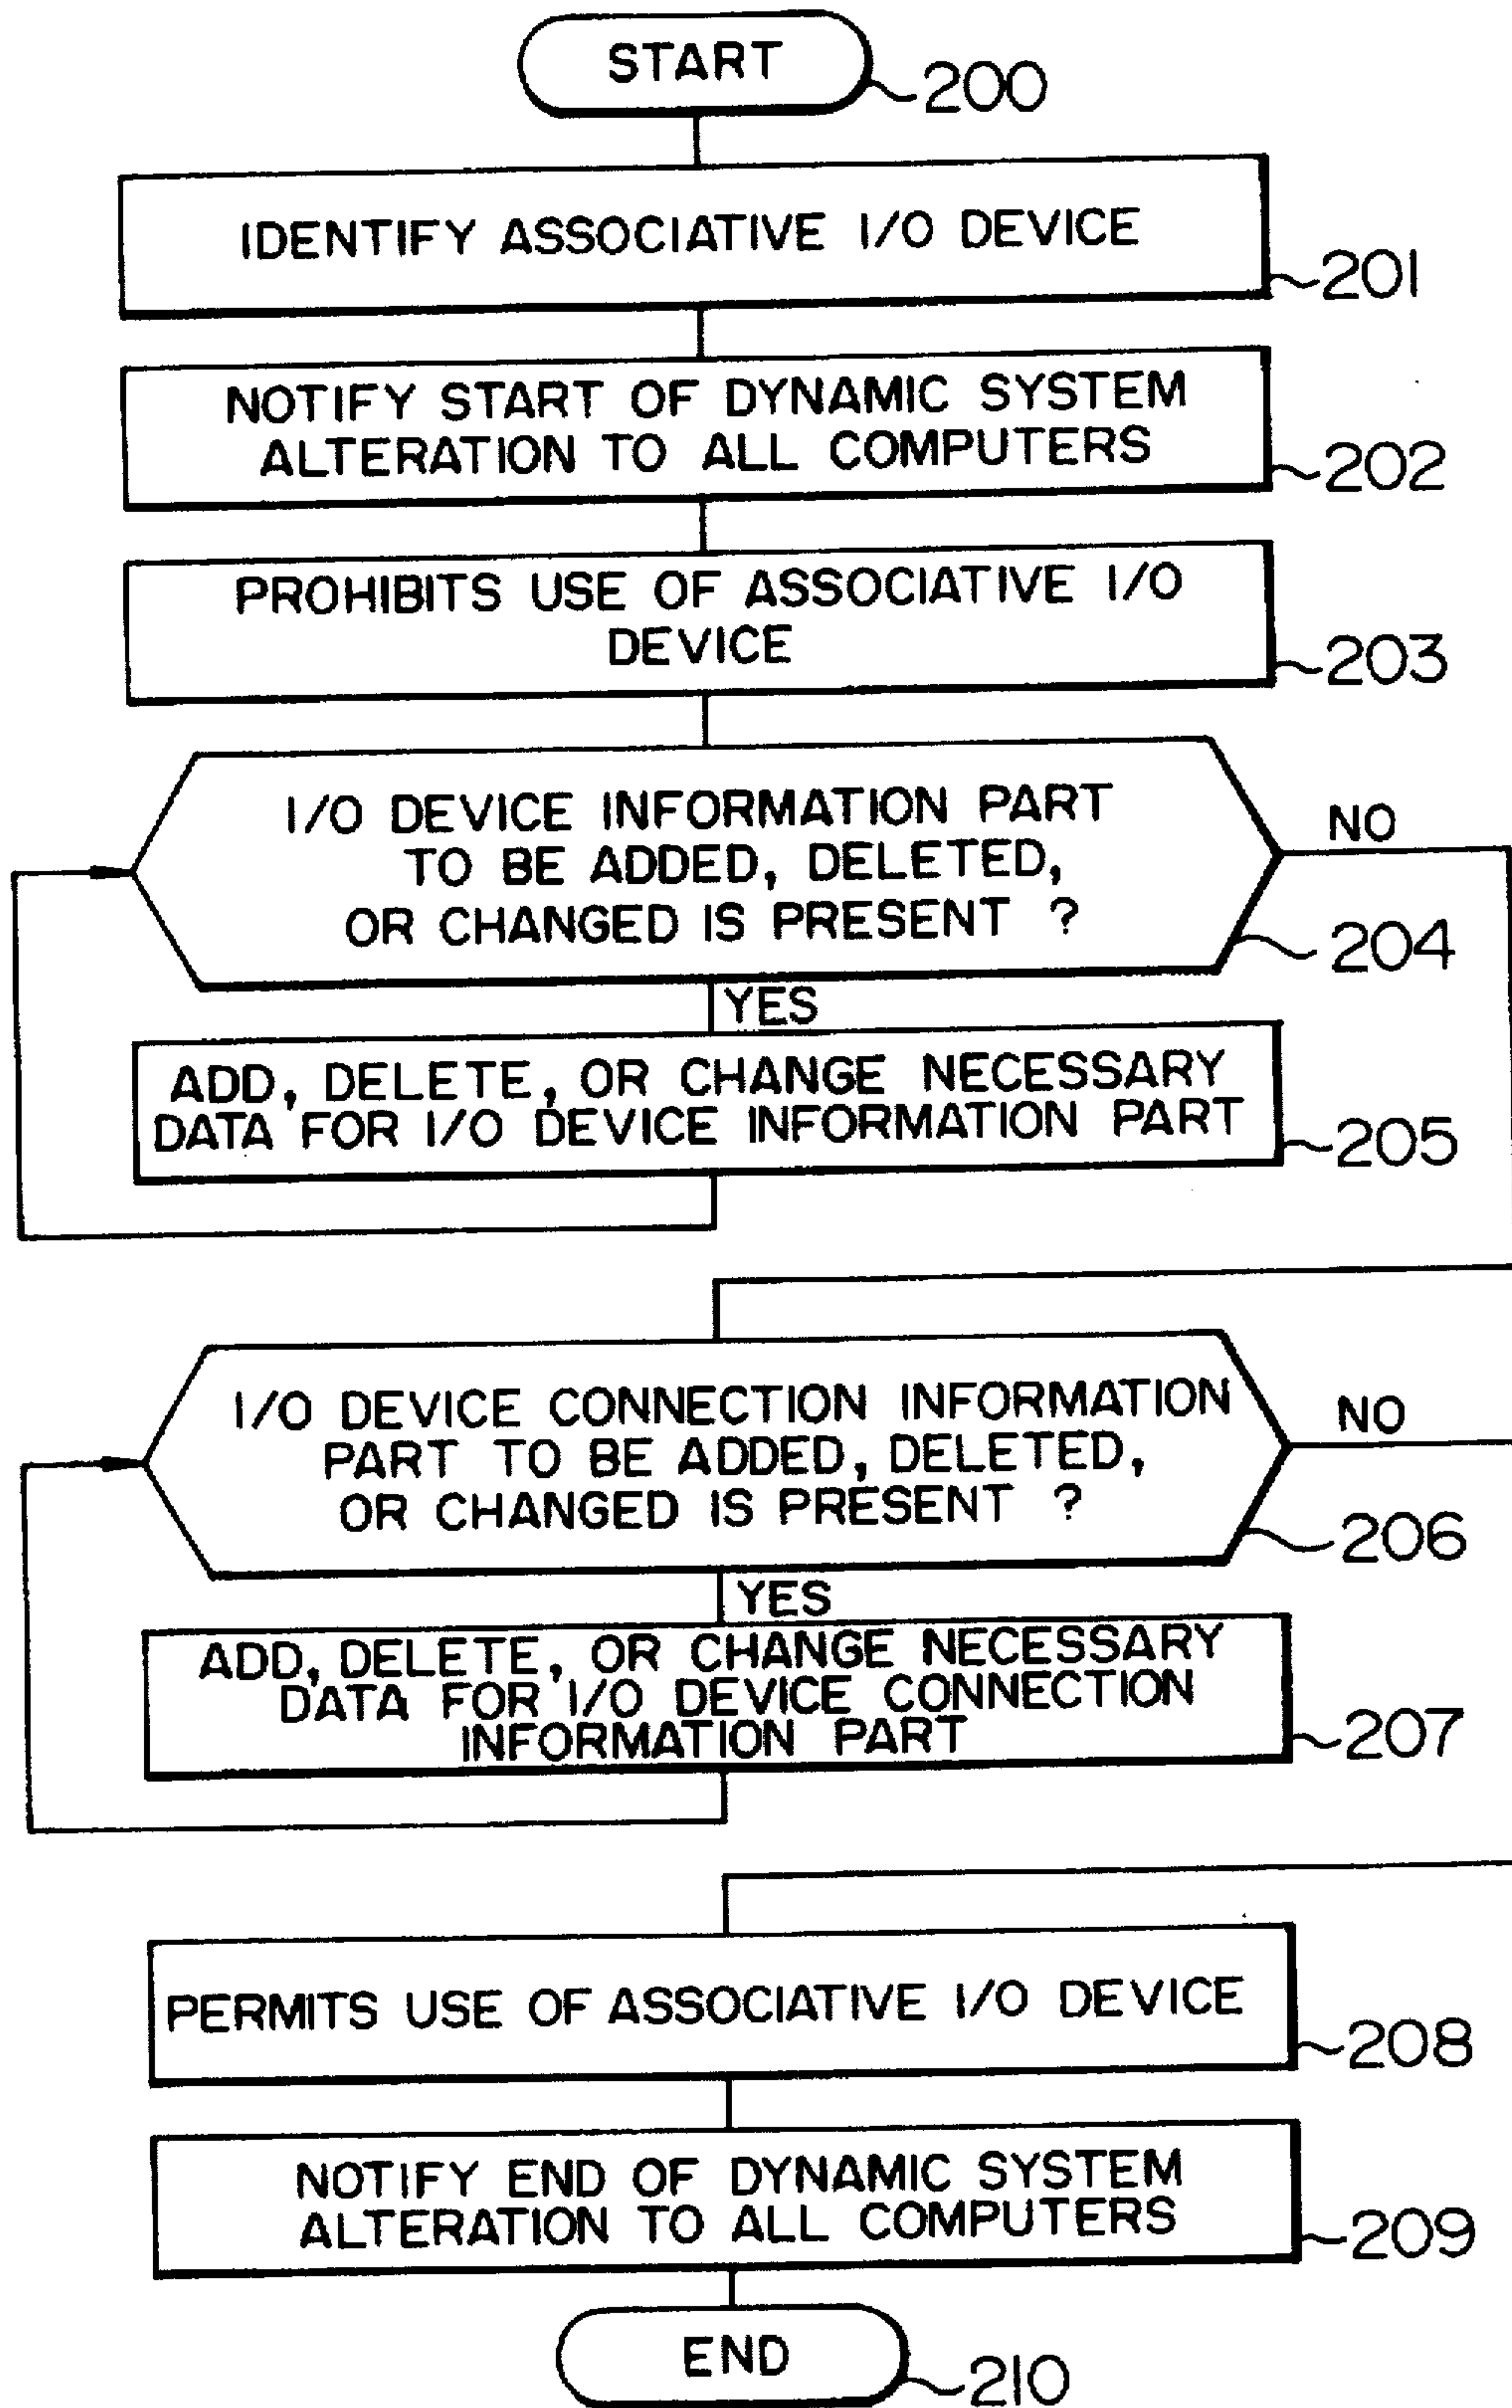 START
200
IDENTIFY ASSOCIATIVE I/O DEVICE
201
NOTIFY START OF DYNAMIC SYSTEM
ALTERATION TO ALL COMPUTERS
202
PROHIBITS USE OF ASSOCIATIVE I/O
DEVICE
203
I/O DEVICE INFORMATION PART
TO BE ADDED, DELETED,
OR CHANGED IS PRESENT ?
NO
204
YES
ADD, DELETE, OR CHANGE NECESSARY
DATA FOR I/O DEVICE INFORMATION PART
205
I/O DEVICE CONNECTION INFORMATION
PART TO BE ADDED, DELETED,
OR CHANGED IS PRESENT ?
NO
206
YES
ADD, DELETE, OR CHANGE NECESSARY
DATA FOR I/O DEVICE CONNECTION
INFORMATION PART
207
PERMITS USE OF ASSOCIATIVE I/O DEVICE
208
NOTIFY END OF DYNAMIC SYSTEM
ALTERATION TO ALL COMPUTERS
209
END
210